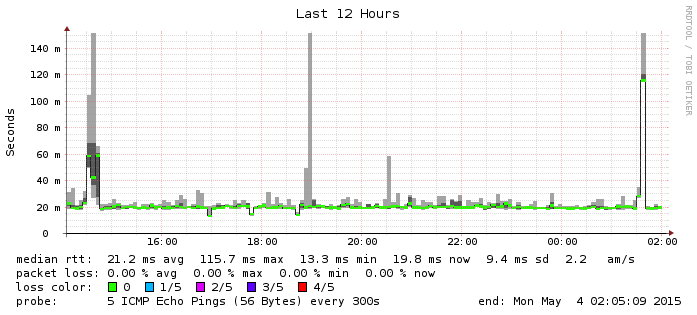 Last 12 Hours
RRDTOOL / TOBI OETIKER
Seconds
140 m
120 m
100 m
80 m
60 m
40 m
20 m
0
16:00 18:00 20:00 22:00 00:00 02:00
median rtt: 21.2 ms avg 115.7 ms max 13.3 ms min 19.8 ms now 9.4 ms sd 2.2 am/s
packet loss: 0.00 % avg 0.00 % max 0.00 % min 0.00 % now
loss color: 0 1/5 2/5 3/5 4/5
probe: 5 ICMP Echo Pings (56 Bytes) every 300s end: Mon May 4 02:05:09 2015